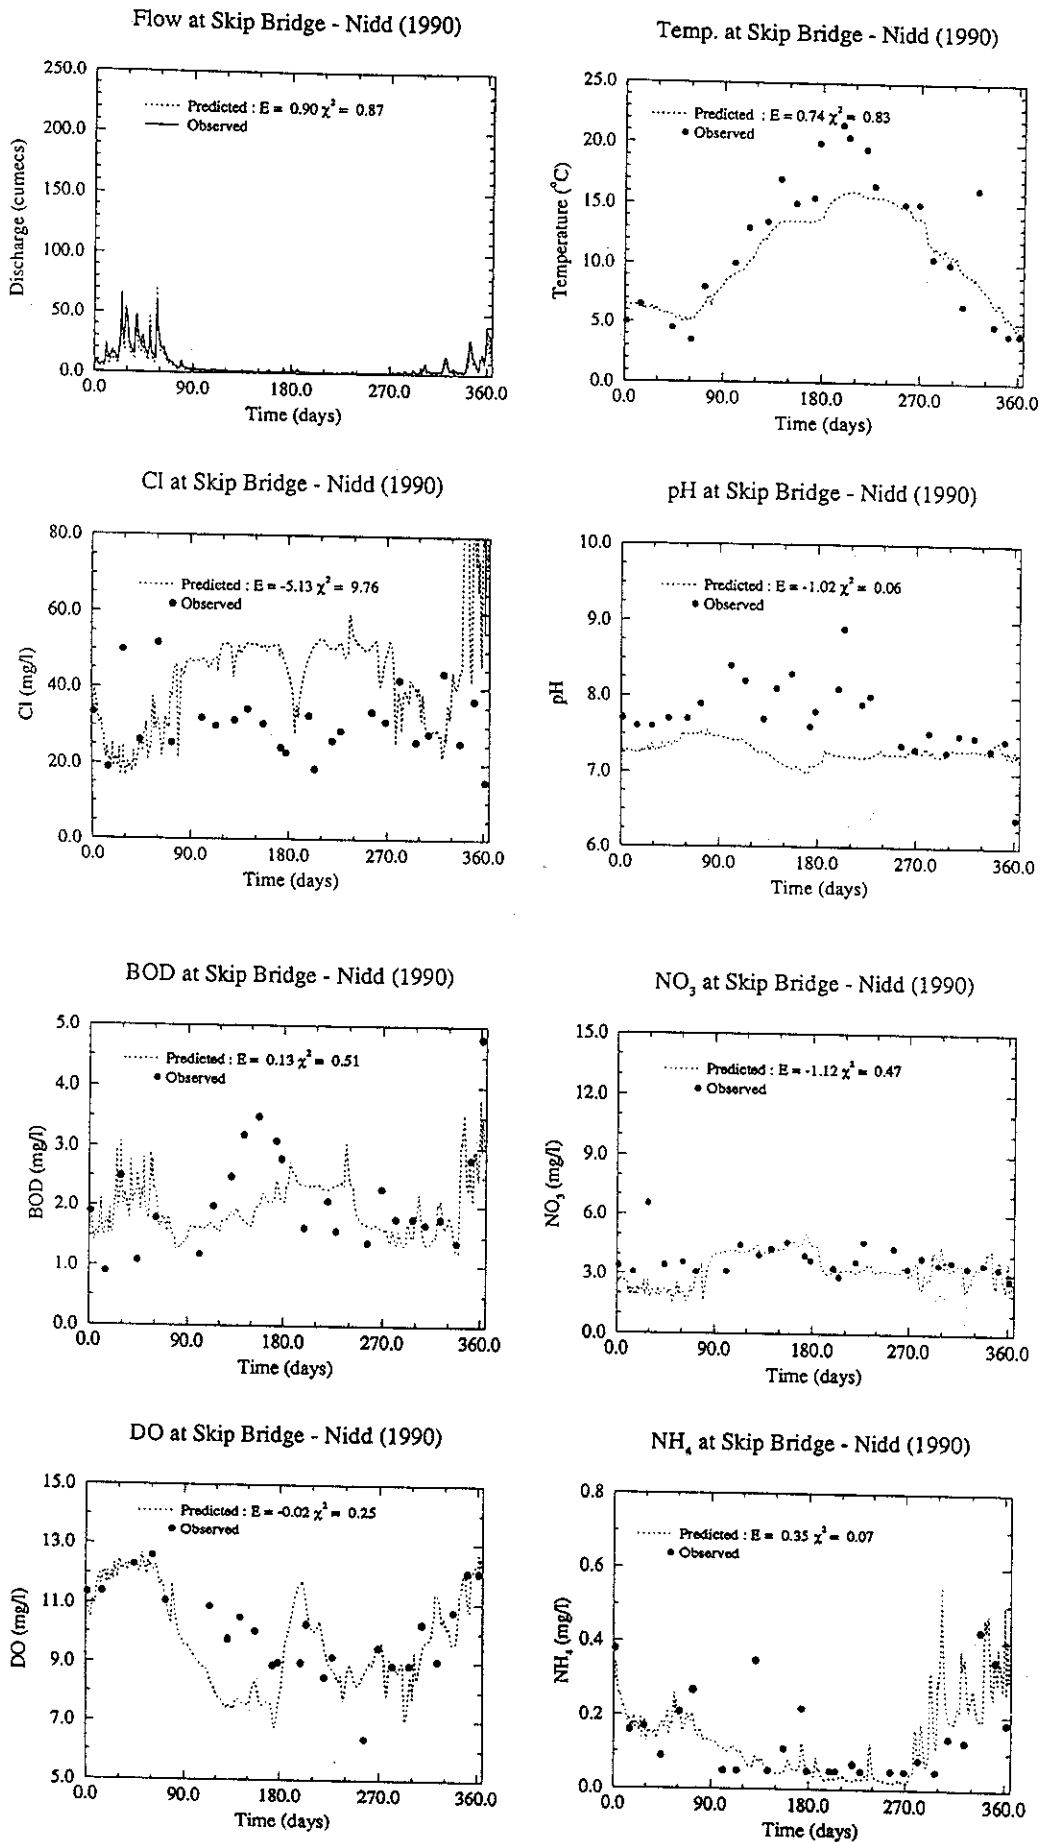 Flow at Skip Bridge - Nidd (1990)
250.0
200.0
150.0
100.0
50.0
0.0
Discharge (cumecs)
Predicted : E = 0.90 χ² = 0.87
Observed
0.0 90.0 180.0 270.0 360.0
Time (days)
Temp. at Skip Bridge - Nidd (1990)
25.0
20.0
15.0
10.0
5.0
0.0
Temperature (°C)
Predicted : E = 0.74 χ² = 0.83
Observed
0.0 90.0 180.0 270.0 360.0
Time (days)
Cl at Skip Bridge - Nidd (1990)
80.0
60.0
40.0
20.0
0.0
Cl (mg/l)
Predicted : E = -5.13 χ² = 9.76
Observed
0.0 90.0 180.0 270.0 360.0
Time (days)
pH at Skip Bridge - Nidd (1990)
10.0
9.0
8.0
7.0
6.0
pH
Predicted : E = -1.02 χ² = 0.06
Observed
0.0 90.0 180.0 270.0 360.0
Time (days)
BOD at Skip Bridge - Nidd (1990)
5.0
4.0
3.0
2.0
1.0
0.0
BOD (mg/l)
Predicted : E = 0.13 χ² = 0.51
Observed
0.0 90.0 180.0 270.0 360.0
Time (days)
NO₃ at Skip Bridge - Nidd (1990)
15.0
12.0
9.0
6.0
3.0
0.0
NO₃ (mg/l)
Predicted : E = -1.12 χ² = 0.47
Observed
0.0 90.0 180.0 270.0 360.0
Time (days)
DO at Skip Bridge - Nidd (1990)
15.0
13.0
11.0
9.0
7.0
5.0
DO (mg/l)
Predicted : E = -0.02 χ² = 0.25
Observed
0.0 90.0 180.0 270.0 360.0
Time (days)
NH₄ at Skip Bridge - Nidd (1990)
0.8
0.6
0.4
0.2
0.0
NH₄ (mg/l)
Predicted : E = 0.35 χ² = 0.07
Observed
0.0 90.0 180.0 270.0 360.0
Time (days)